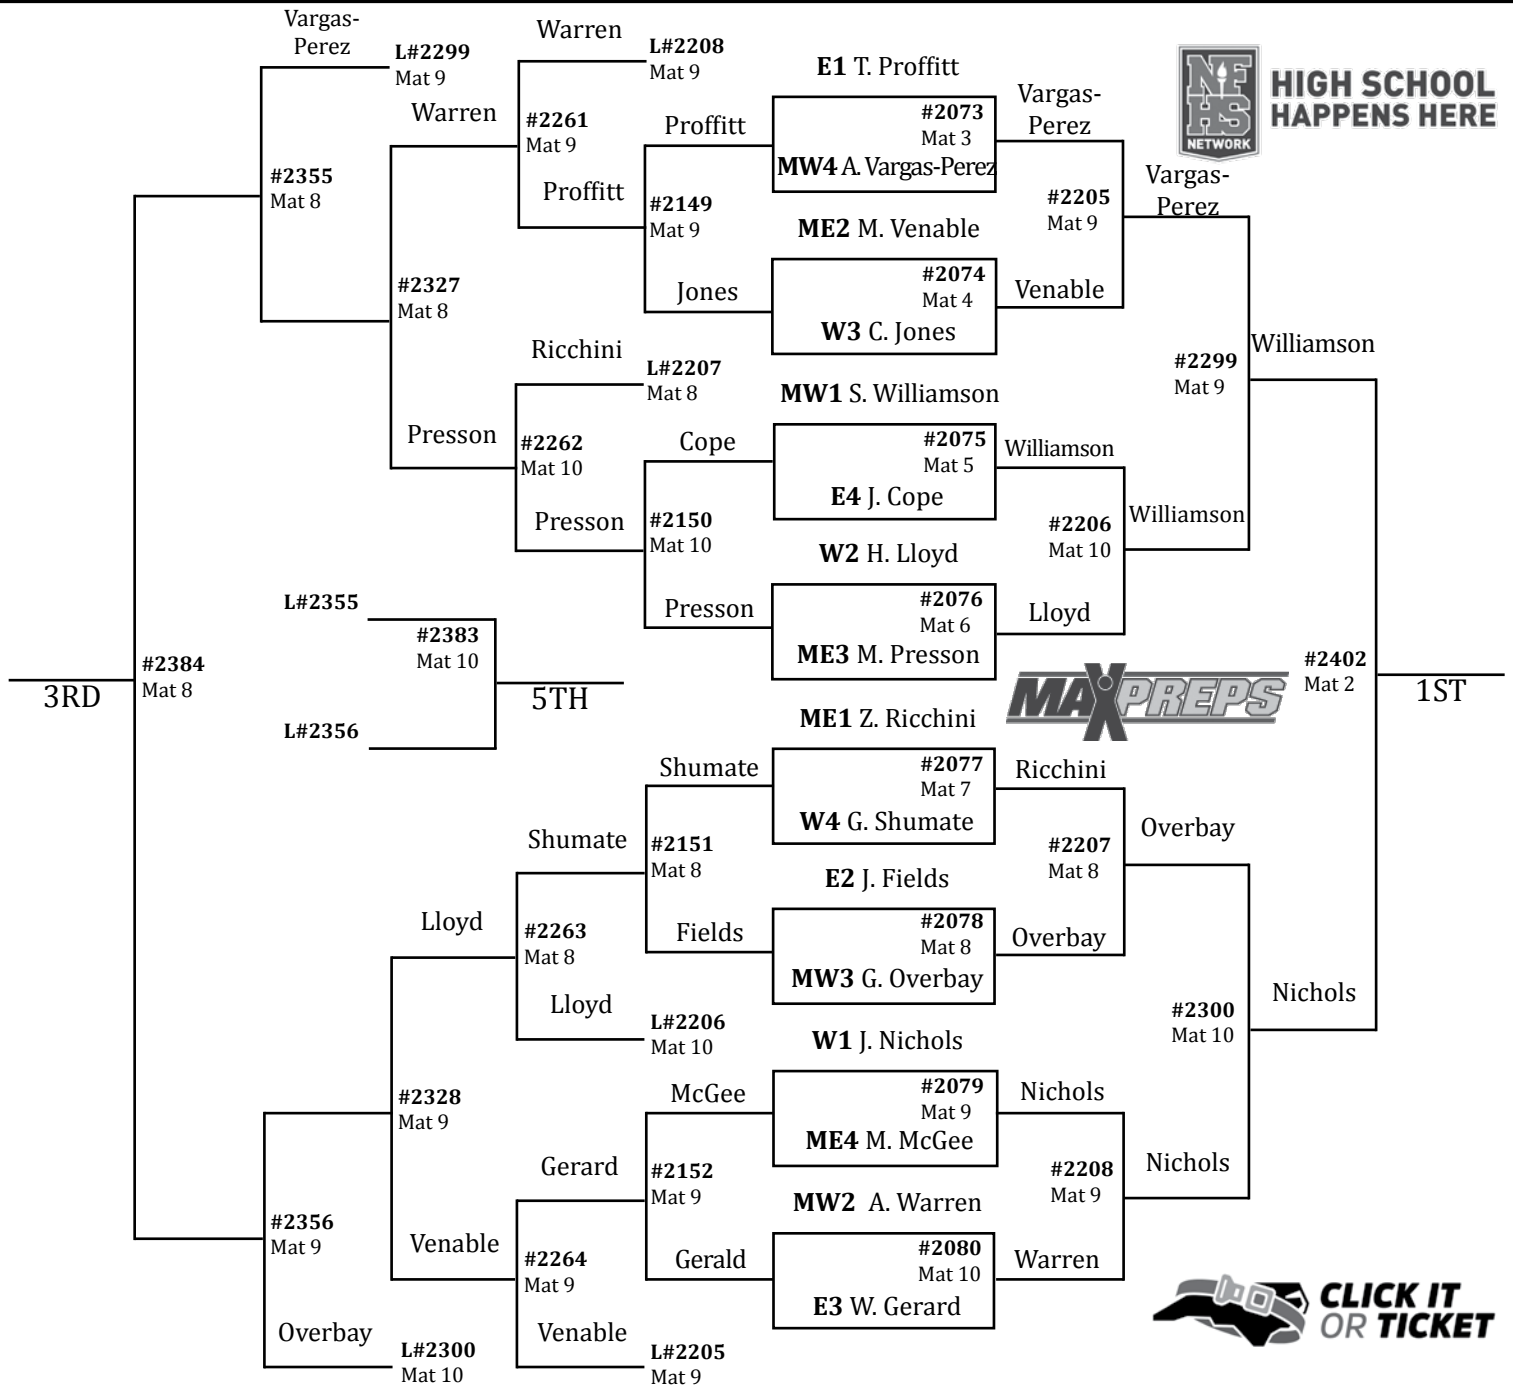 Vargas-
Perez
L#2299
Mat 9
Warren
#2355
Mat 8
#2327
Mat 8
Warren
L#2208
Mat 9
#2261
Mat 9
Proffitt
Proffitt
#2149
Mat 9
Jones
Ricchini
L#2207
Mat 8
Presson
#2262
Mat 10
Presson
Cope
#2150
Mat 10
Presson
E1 T. Proffitt
#2073
Mat 3
MW4 A. Vargas-Perez
ME2 M. Venable
#2074
Mat 4
W3 C. Jones
MW1 S. Williamson
#2075
Mat 5
E4 J. Cope
W2 H. Lloyd
#2076
Mat 6
ME3 M. Presson
Vargas-
Perez
#2205
Mat 9
Venable
Williamson
#2206
Mat 10
Lloyd
Vargas-
Perez
#2299
Mat 9
Williamson
Williamson
NFHS
NETWORK
HIGH SCHOOL
HAPPENS HERE
L#2355
#2383
Mat 10
5TH
L#2356
#2384
Mat 8
3RD
MAXPREPS
#2402
Mat 2
1ST
ME1 Z. Ricchini
#2077
Mat 7
W4 G. Shumate
E2 J. Fields
#2078
Mat 8
MW3 G. Overbay
W1 J. Nichols
#2079
Mat 9
ME4 M. McGee
MW2 A. Warren
#2080
Mat 10
E3 W. Gerard
Ricchini
#2207
Mat 8
Overbay
Nichols
#2208
Mat 9
Warren
Overbay
#2300
Mat 10
Nichols
Nichols
Shumate
#2151
Mat 8
Fields
Shumate
#2263
Mat 8
Lloyd
L#2206
Mat 10
Lloyd
#2328
Mat 9
McGee
#2152
Mat 9
Gerald
Gerard
#2264
Mat 9
Venable
L#2205
Mat 9
Venable
#2356
Mat 9
Overbay
L#2300
Mat 10
CLICK IT
OR TICKET